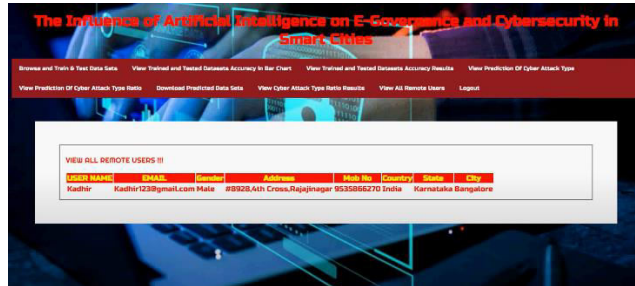 The Influence of Artificial Intelligence on E-Governance and Cybersecurity in
Smart Cities
Browse and Train & Test Data Sets View Trained and Tested Datasets Accuracy in Bar Chart View Trained and Tested Datasets Accuracy Results View Prediction Of Cyber Attack Type
View Prediction Of Cyber Attack Type Ratio Download Predicted Data Sets View Cyber Attack Type Ratio Results View All Remote Users Logout
VIEW ALL REMOTE USERS !!!
USER NAME EMAIL Gender Address Mob No Country State City
Kadhir Kadhir123@gmail.com Male #8928,4th Cross,Rajajinagar 9535866270 India Karnataka Bangalore